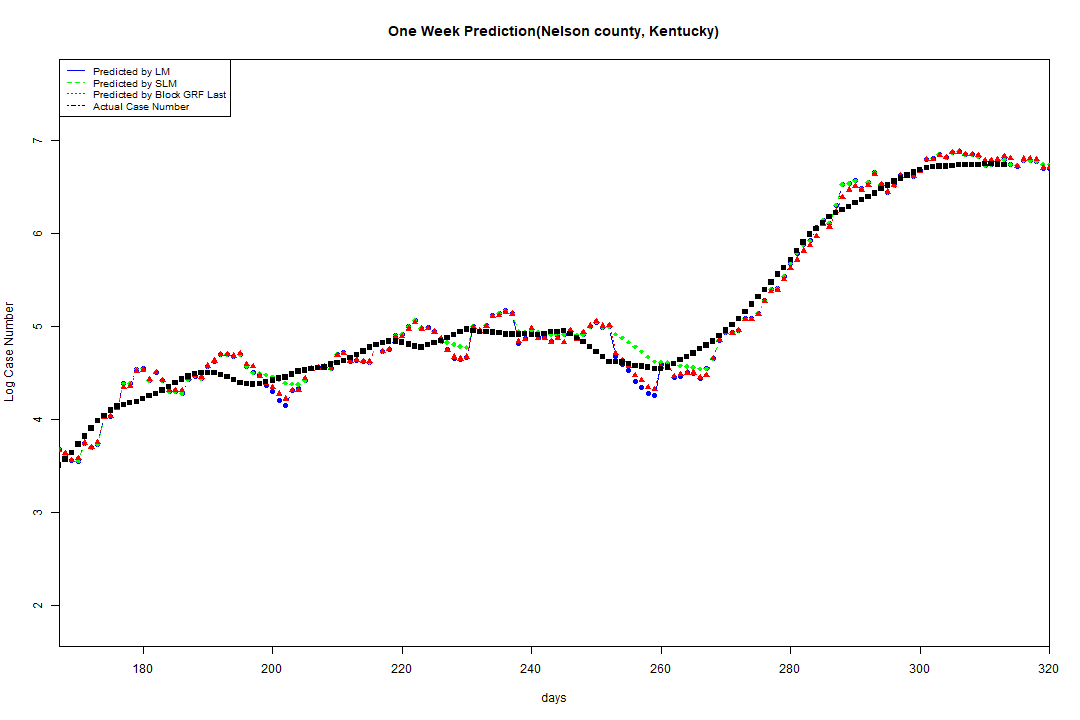 One Week Prediction(Nelson county, Kentucky)
Predicted by LM
Predicted by SLM
Predicted by Block GRF Last
Actual Case Number
7
6
5
4
3
2
Log Case Number
180 200 220 240 260 280 300 320
days